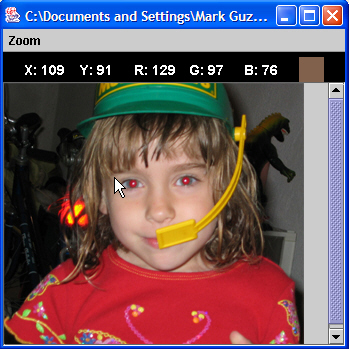 C:\Documents and Settings\Mark Guz...
Zoom
X: 109 Y: 91 R: 129 G: 97 B: 76